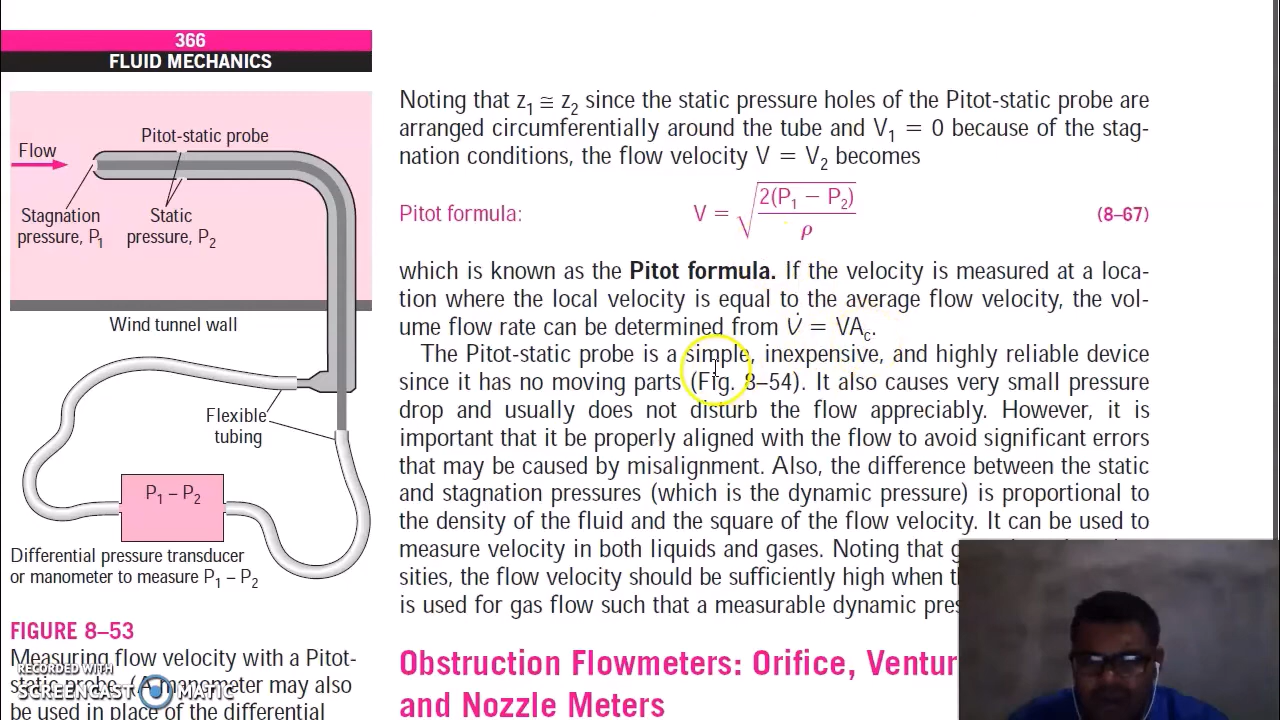 366
FLUID MECHANICS
Pitot-static probe
Flow
Stagnation
pressure, P1
Static
pressure, P2
Wind tunnel wall
Flexible
tubing
P1 – P2
Differential pressure transducer
or manometer to measure P1 – P2
FIGURE 8–53
Measuring flow velocity with a Pitot-
static probe. (A manometer may also
be used in place of the differential
RECORDED WITH
SCREENCAST MATIC
Noting that z1 ≅ z2 since the static pressure holes of the Pitot-static probe are
arranged circumferentially around the tube and V1 = 0 because of the stag-
nation conditions, the flow velocity V = V2 becomes
Pitot formula: V = √(2(P1 − P2)/ρ) (8–67)
which is known as the Pitot formula. If the velocity is measured at a loca-
tion where the local velocity is equal to the average flow velocity, the vol-
ume flow rate can be determined from V̇ = VAc.
The Pitot-static probe is a simple, inexpensive, and highly reliable device
since it has no moving parts (Fig. 8–54). It also causes very small pressure
drop and usually does not disturb the flow appreciably. However, it is
important that it be properly aligned with the flow to avoid significant errors
that may be caused by misalignment. Also, the difference between the static
and stagnation pressures (which is the dynamic pressure) is proportional to
the density of the fluid and the square of the flow velocity. It can be used to
measure velocity in both liquids and gases. Noting that
sities, the flow velocity should be sufficiently high when
is used for gas flow such that a measurable dynamic
Obstruction Flowmeters: Orifice,
and Nozzle Meters